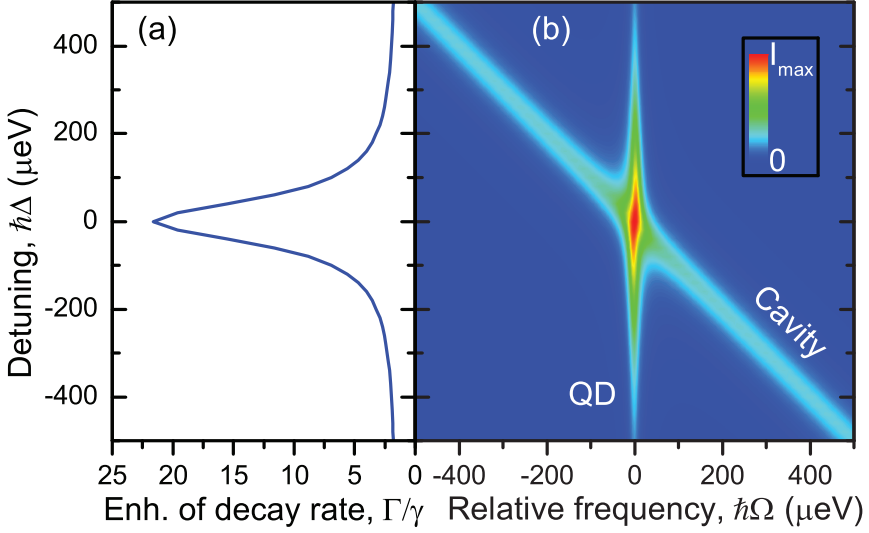 (a)
(b)
400
200
0
-200
-400
Detuning, ℏΔ (μeV)
25 20 15 10 5 0
Enh. of decay rate, Γ/γ
-400 -200 0 200 400
Relative frequency, ℏΩ (μeV)
I max
0
Cavity
QD